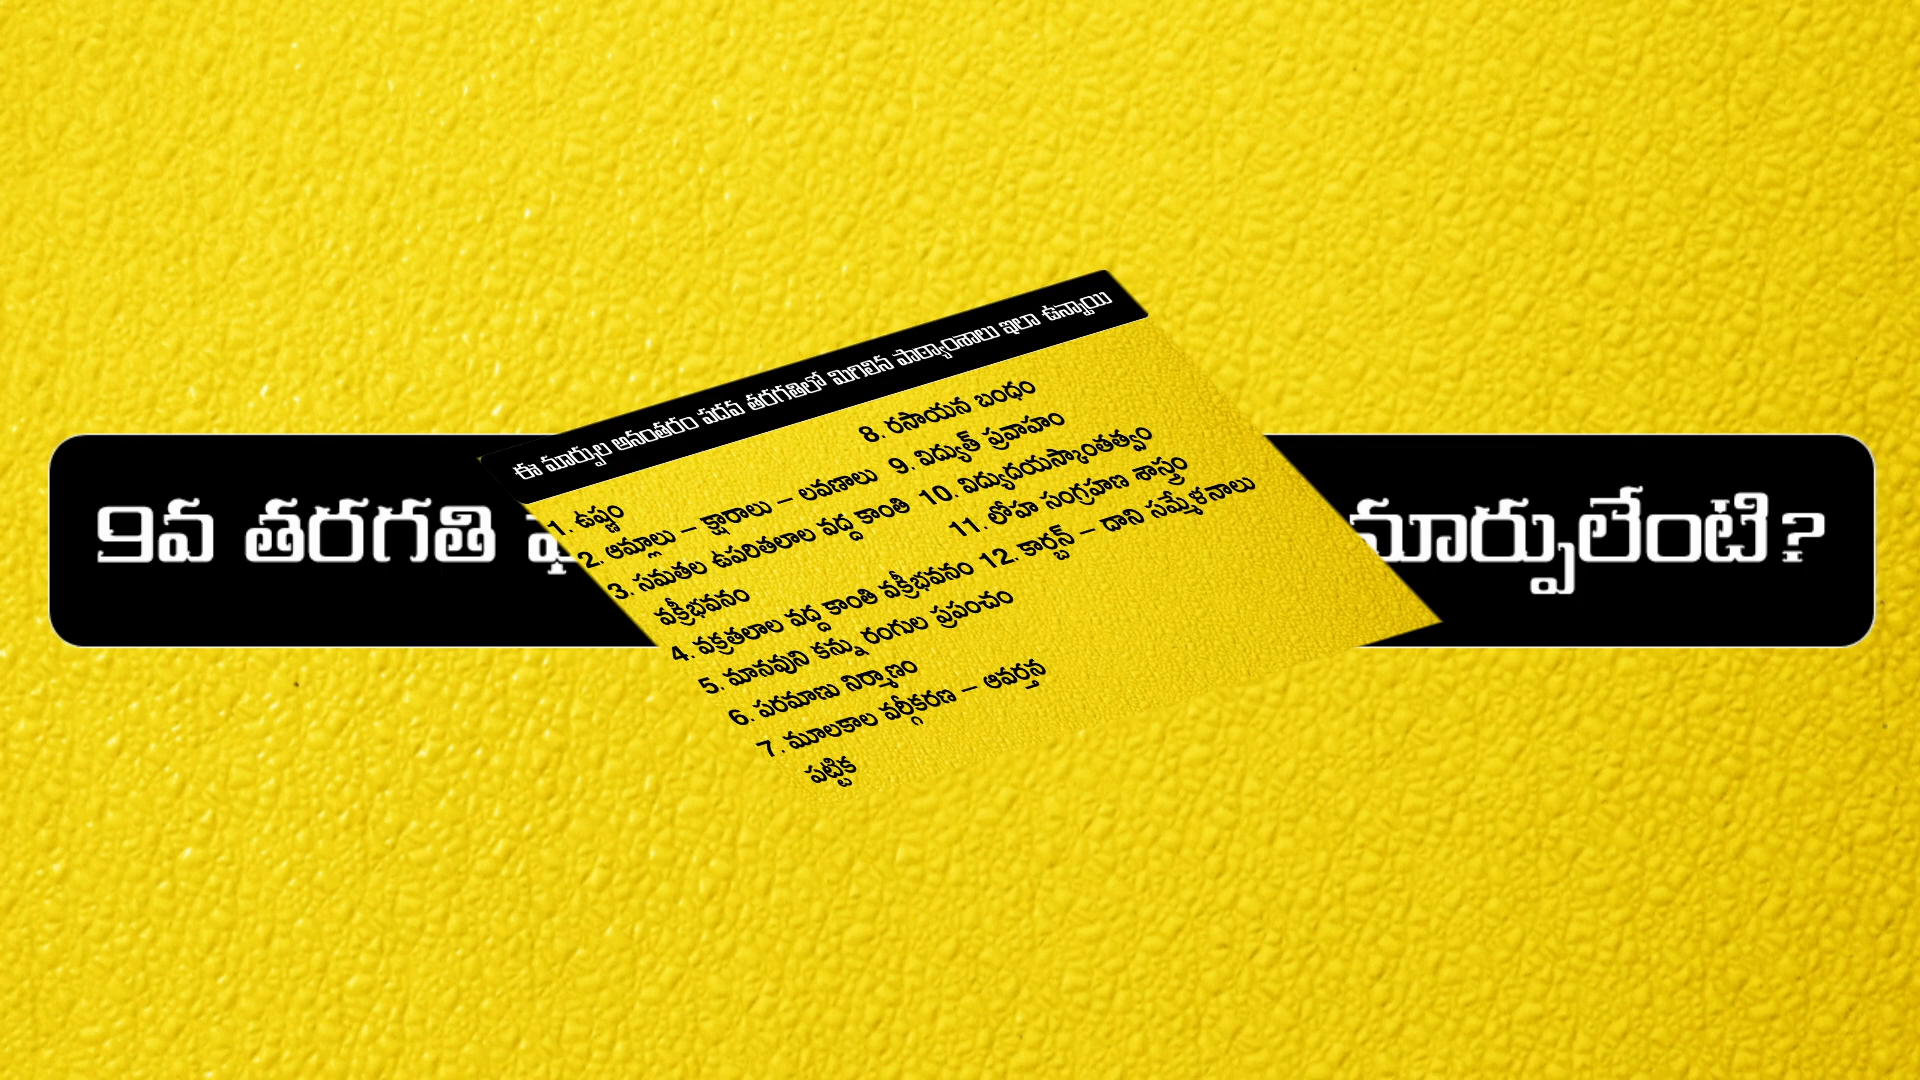 ఈ మార్పుల అనంతరం పదవ తరగతిలో మిగిలిన పాఠ్యాంశాలు ఇలా ఉన్నాయి
1. ఉష్ణం
2. ఆమ్లాలు – క్షారాలు – లవణాలు
3. సమతల ఉపరితలాల వద్ద కాంతి
వక్రీభవనం
4. వక్రతలాల వద్ద కాంతి వక్రీభవనం
5. మానవుని కన్ను రంగుల ప్రపంచం
6. పరమాణు నిర్మాణం
7. మూలకాల వర్గీకరణ – ఆవర్తన
పట్టిక
8. రసాయన బంధం
9. విద్యుత్ ప్రవాహం
10. విద్యుదయస్కాంతత్వం
11. లోహ సంగ్రహణ శాస్త్రం
12. కార్బన్ – దాని సమ్మేళనాలు
9వ తరగతి మార్పులేంటి?